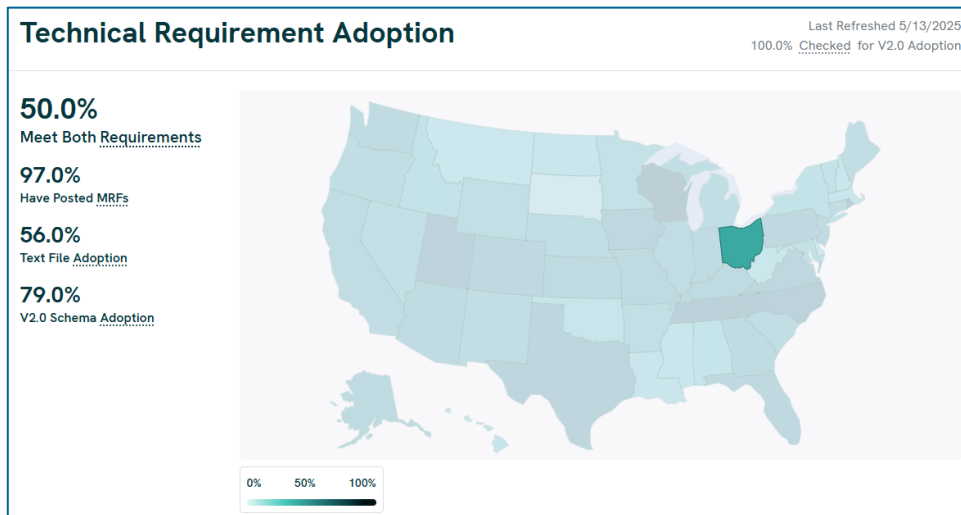 Technical Requirement Adoption
Last Refreshed 5/13/2025
100.0% Checked for V2.0 Adoption
50.0%
Meet Both Requirements
97.0%
Have Posted MRFs
56.0%
Text File Adoption
79.0%
V2.0 Schema Adoption
0% 50% 100%